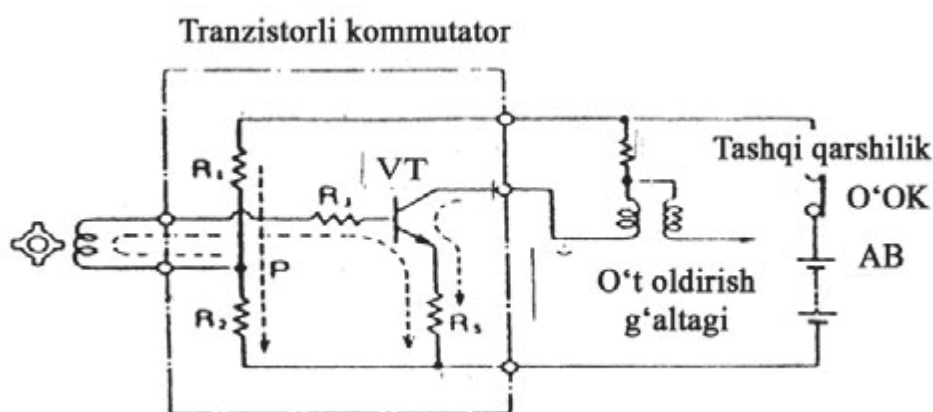 Tranzistorli kommutator
R₁
VT
R₃
P
R₂
R₅
Tashqi qarshilik
O‘OK
AB
O‘t oldirish
g‘altagi